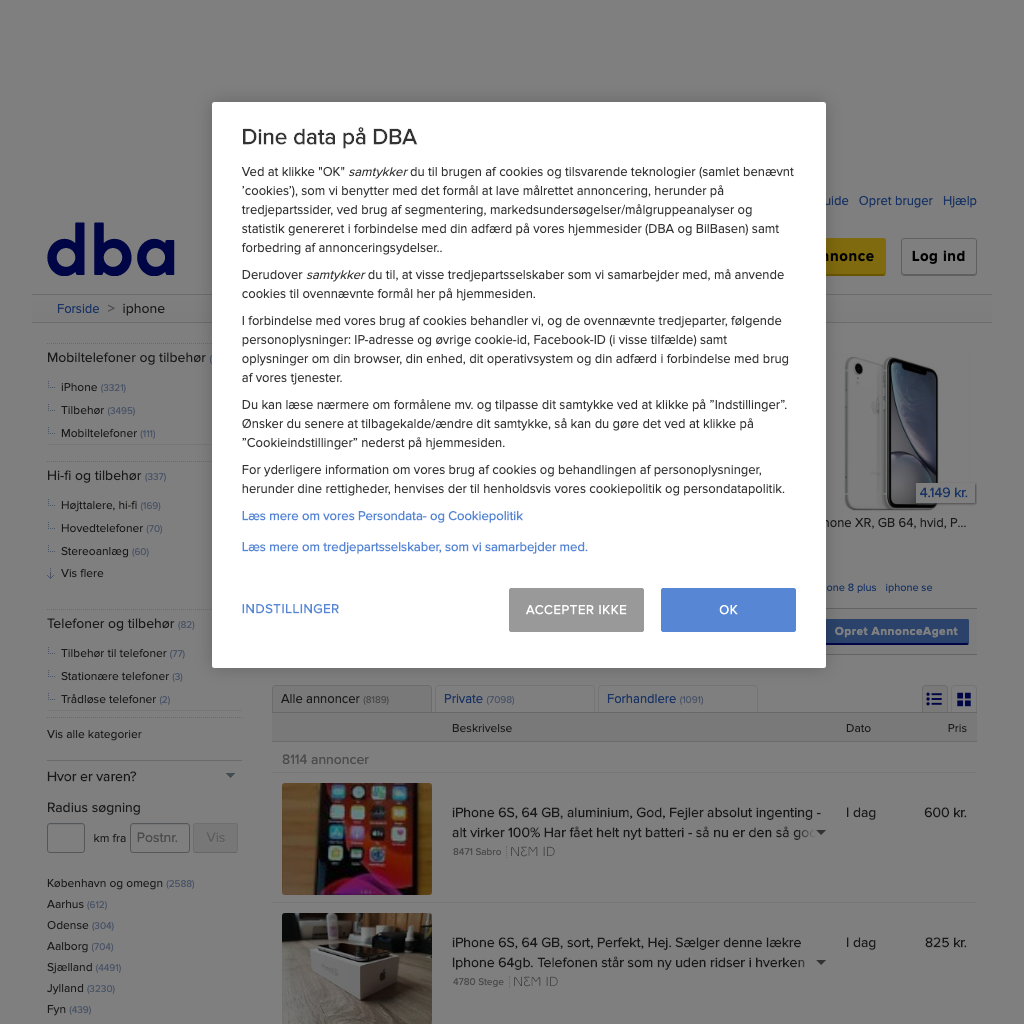 Dine data på DBA
Ved at klikke "OK" samtykker du til brugen af cookies og tilsvarende teknologier (samlet benævnt
’cookies’), som vi benytter med det formål at lave målrettet annoncering, herunder på
tredjepartssider, ved brug af segmentering, markedsundersøgelser/målgruppeanalyser og
statistik genereret i forbindelse med din adfærd på vores hjemmesider (DBA og BilBasen) samt
forbedring af annonceringsydelser..
Derudover samtykker du til, at visse tredjepartsselskaber som vi samarbejder med, må anvende
cookies til ovennævnte formål her på hjemmesiden.
I forbindelse med vores brug af cookies behandler vi, og de ovennævnte tredjeparter, følgende
personoplysninger: IP-adresse og øvrige cookie-id, Facebook-ID (i visse tilfælde) samt
oplysninger om din browser, din enhed, dit operativsystem og din adfærd i forbindelse med brug
af vores tjenester.
Du kan læse nærmere om formålene mv. og tilpasse dit samtykke ved at klikke på ”Indstillinger”.
Ønsker du senere at tilbagekalde/ændre dit samtykke, så kan du gøre det ved at klikke på
”Cookieindstillinger” nederst på hjemmesiden.
For yderligere information om vores brug af cookies og behandlingen af personoplysninger,
herunder dine rettigheder, henvises der til henholdsvis vores cookiepolitik og persondatapolitik.
Læs mere om vores Persondata- og Cookiepolitik
Læs mere om tredjepartsselskaber, som vi samarbejder med.
INDSTILLINGER
ACCEPTER IKKE
OK
uide Opret bruger Hjælp
dba
nonce
Log ind
Forside > iphone
Mobiltelefoner og tilbehør
iPhone (3321)
Tilbehør (3495)
Mobiltelefoner (111)
Hi-fi og tilbehør (337)
Højttalere, hi-fi (169)
Hovedtelefoner (70)
Stereoanlæg (60)
Vis flere
Telefoner og tilbehør (82)
Tilbehør til telefoner (77)
Stationære telefoner (3)
Trådløse telefoner (2)
Vis alle kategorier
Hvor er varen?
Radius søgning
km fra Postnr. Vis
København og omegn (2588)
Aarhus (612)
Odense (304)
Aalborg (704)
Sjælland (4491)
Jylland (3230)
Fyn (439)
4.149 kr.
hone XR, GB 64, hvid, P...
one 8 plus iphone se
Opret AnnonceAgent
Alle annoncer (8189) Private (7098) Forhandlere (1091)
Beskrivelse Dato Pris
8114 annoncer
iPhone 6S, 64 GB, aluminium, God, Fejler absolut ingenting -
alt virker 100% Har fået helt nyt batteri - så nu er den så go
8471 Sabro NEM ID
I dag 600 kr.
iPhone 6S, 64 GB, sort, Perfekt, Hej. Sælger denne lækre
Iphone 64gb. Telefonen står som ny uden ridser i hverken
4780 Stege NEM ID
I dag 825 kr.